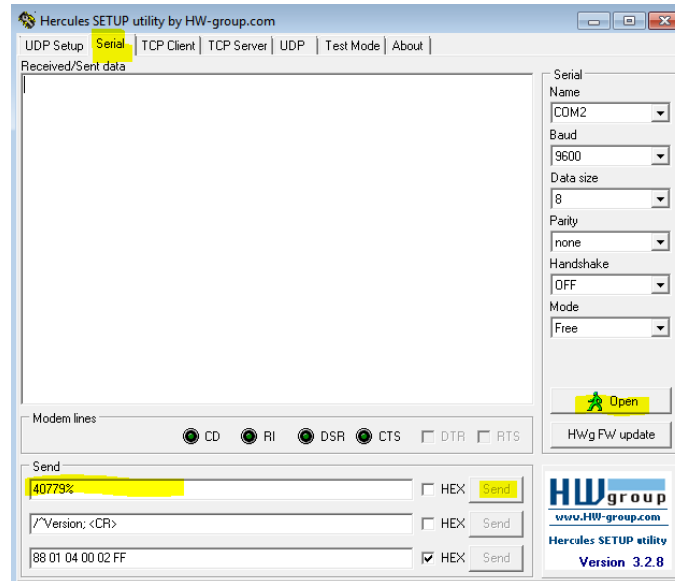 Hercules SETUP utility by HW-group.com
UDP Setup Serial TCP Client TCP Server UDP Test Mode About
Received/Sent data
Serial
Name
COM2
Baud
9600
Data size
8
Parity
none
Handshake
OFF
Mode
Free
Open
HWg FW update
Modem lines
CD RI DSR CTS DTR RTS
Send
40779% HEX Send
/^Version; <CR> HEX Send
88 01 04 00 02 FF HEX Send
HWgroup
www.HW-group.com
Hercules SETUP utility
Version 3.2.8